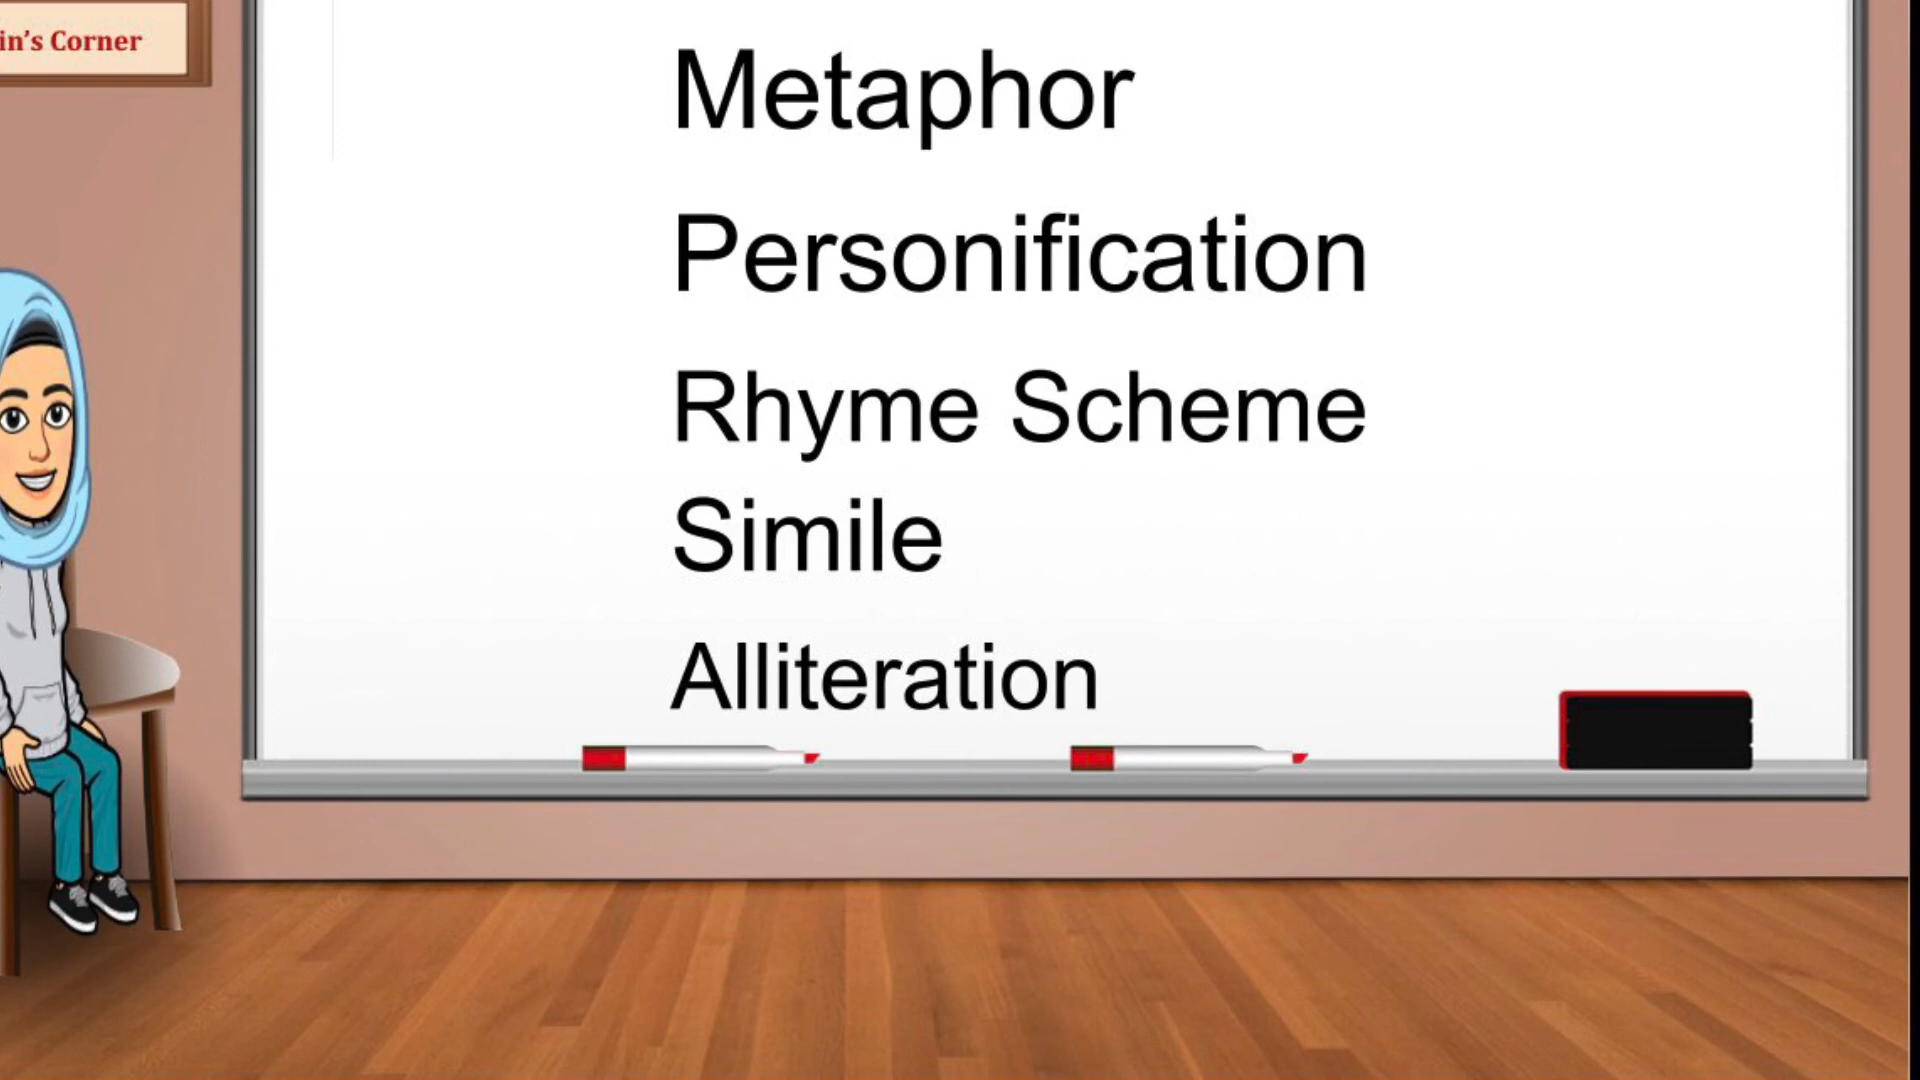 in's Corner
Metaphor
Personification
Rhyme Scheme
Simile
Alliteration